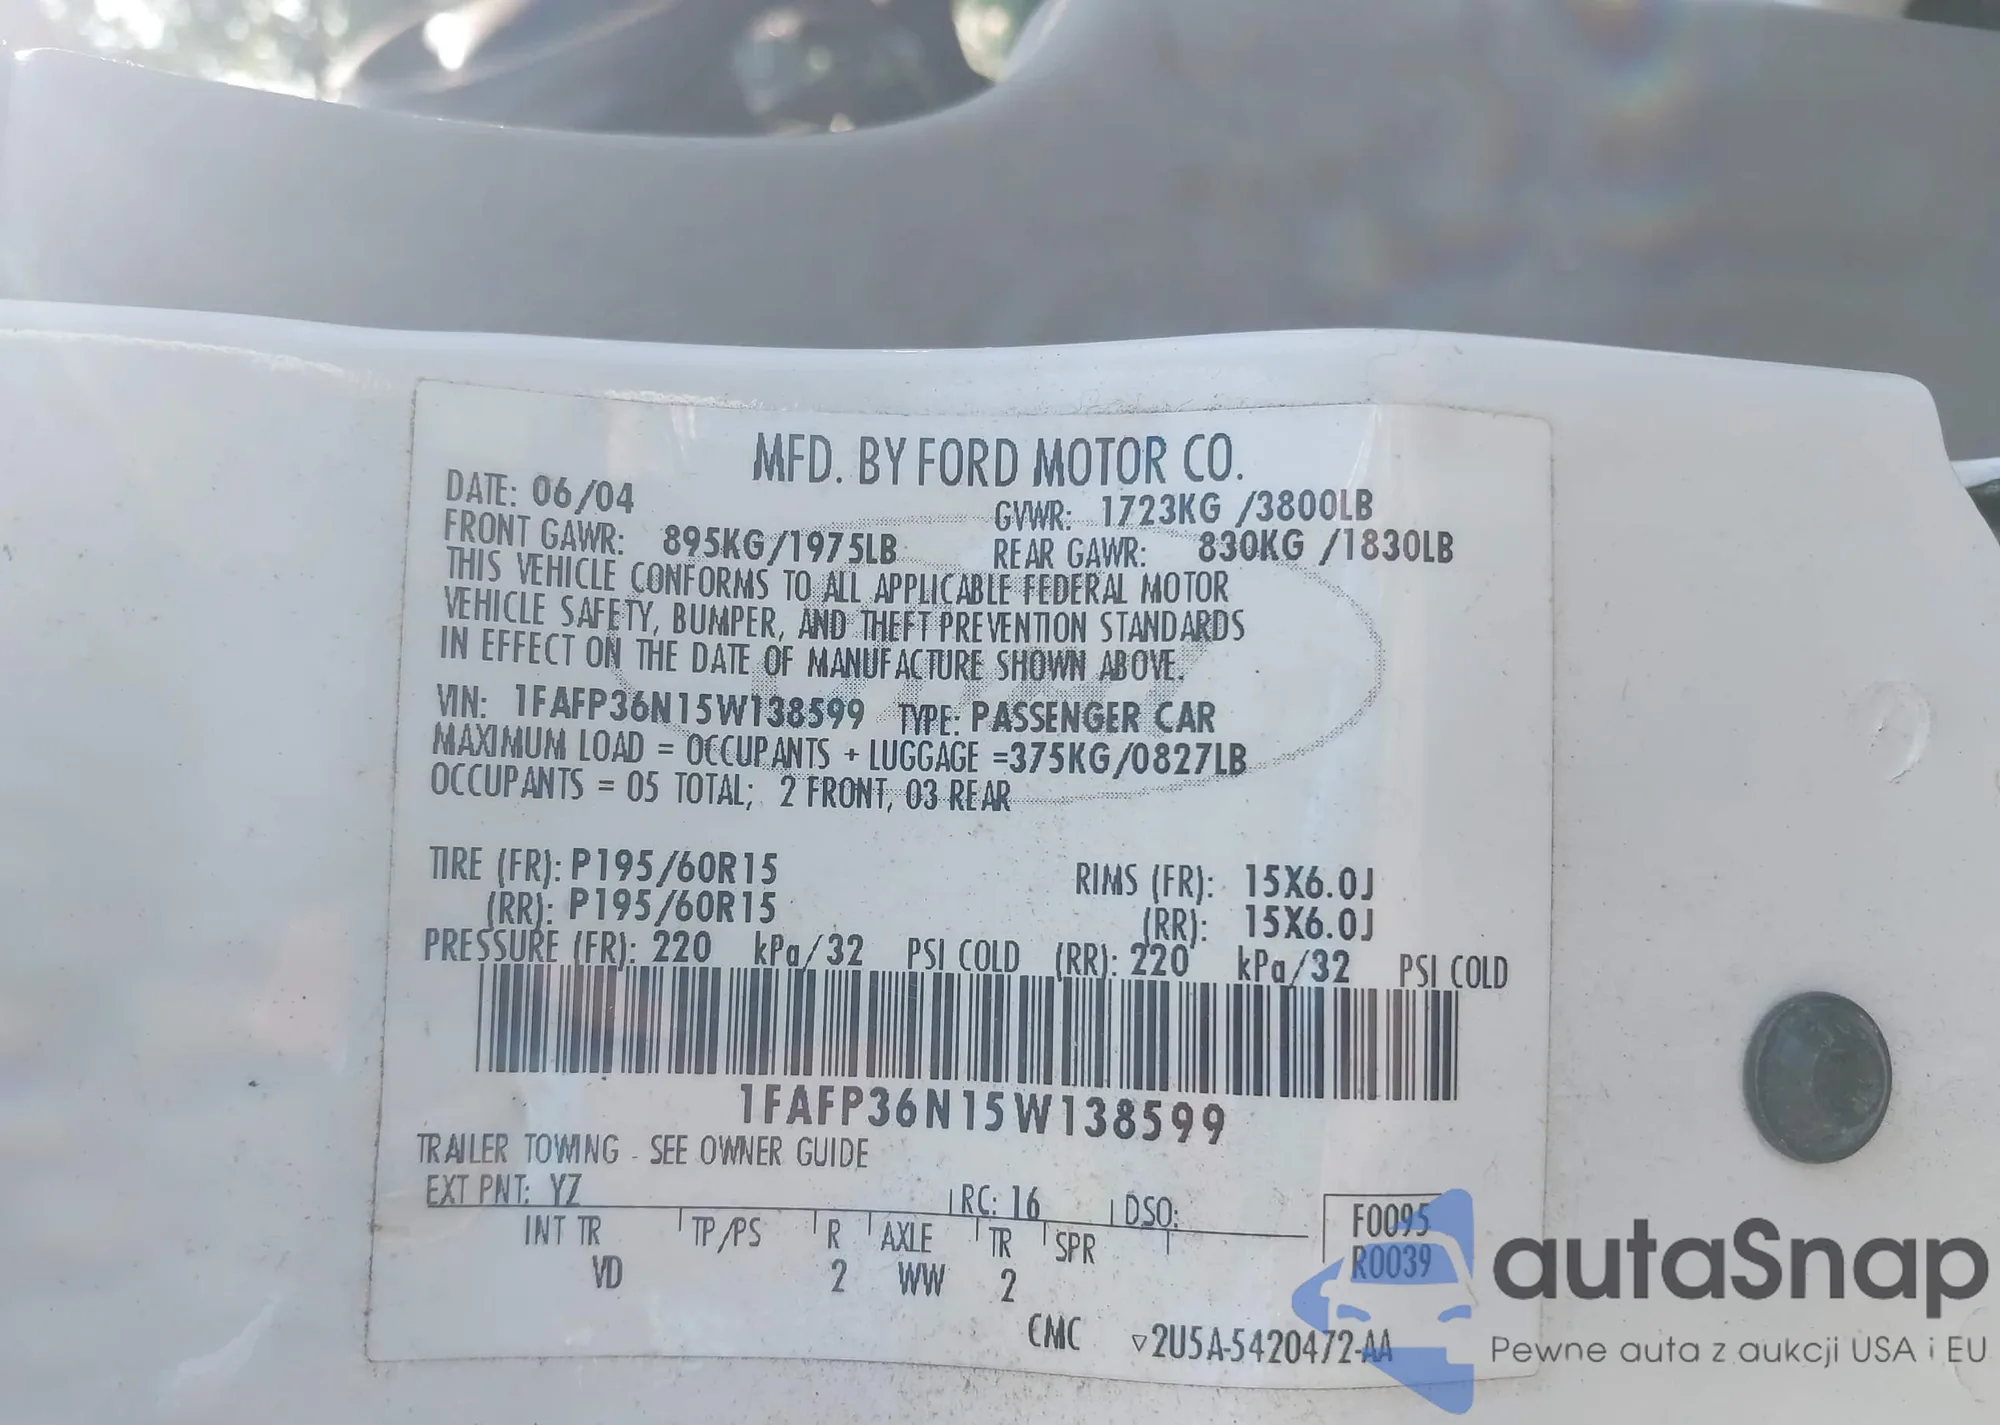 MFD. BY FORD MOTOR CO.
DATE: 06/04 GVWR: 1723KG /3800LB
FRONT GAWR: 895KG/1975LB REAR GAWR: 830KG /1830LB
THIS VEHICLE CONFORMS TO ALL APPLICABLE FEDERAL MOTOR
VEHICLE SAFETY, BUMPER, AND THEFT PREVENTION STANDARDS
IN EFFECT ON THE DATE OF MANUFACTURE SHOWN ABOVE.
VIN: 1FAFP36N15W138599 TYPE: PASSENGER CAR
MAXIMUM LOAD = OCCUPANTS + LUGGAGE =375KG/0827LB
OCCUPANTS = 05 TOTAL; 2 FRONT, 03 REAR
TIRE (FR): P195/60R15 RIMS (FR): 15X6.0J
(RR): P195/60R15 (RR): 15X6.0J
PRESSURE (FR): 220 kPa/32 PSI COLD (RR): 220 kPa/32 PSI COLD
1FAFP36N15W138599
TRAILER TOWING - SEE OWNER GUIDE
EXT PNT: YZ RC: 16 DSO: F0095
INT TR TP/PS R AXLE TR SPR R0039
VD 2 WW 2
CMC ▽2U5A-5420472-AA
autaSnap
Pewne auta z aukcji USA i EU